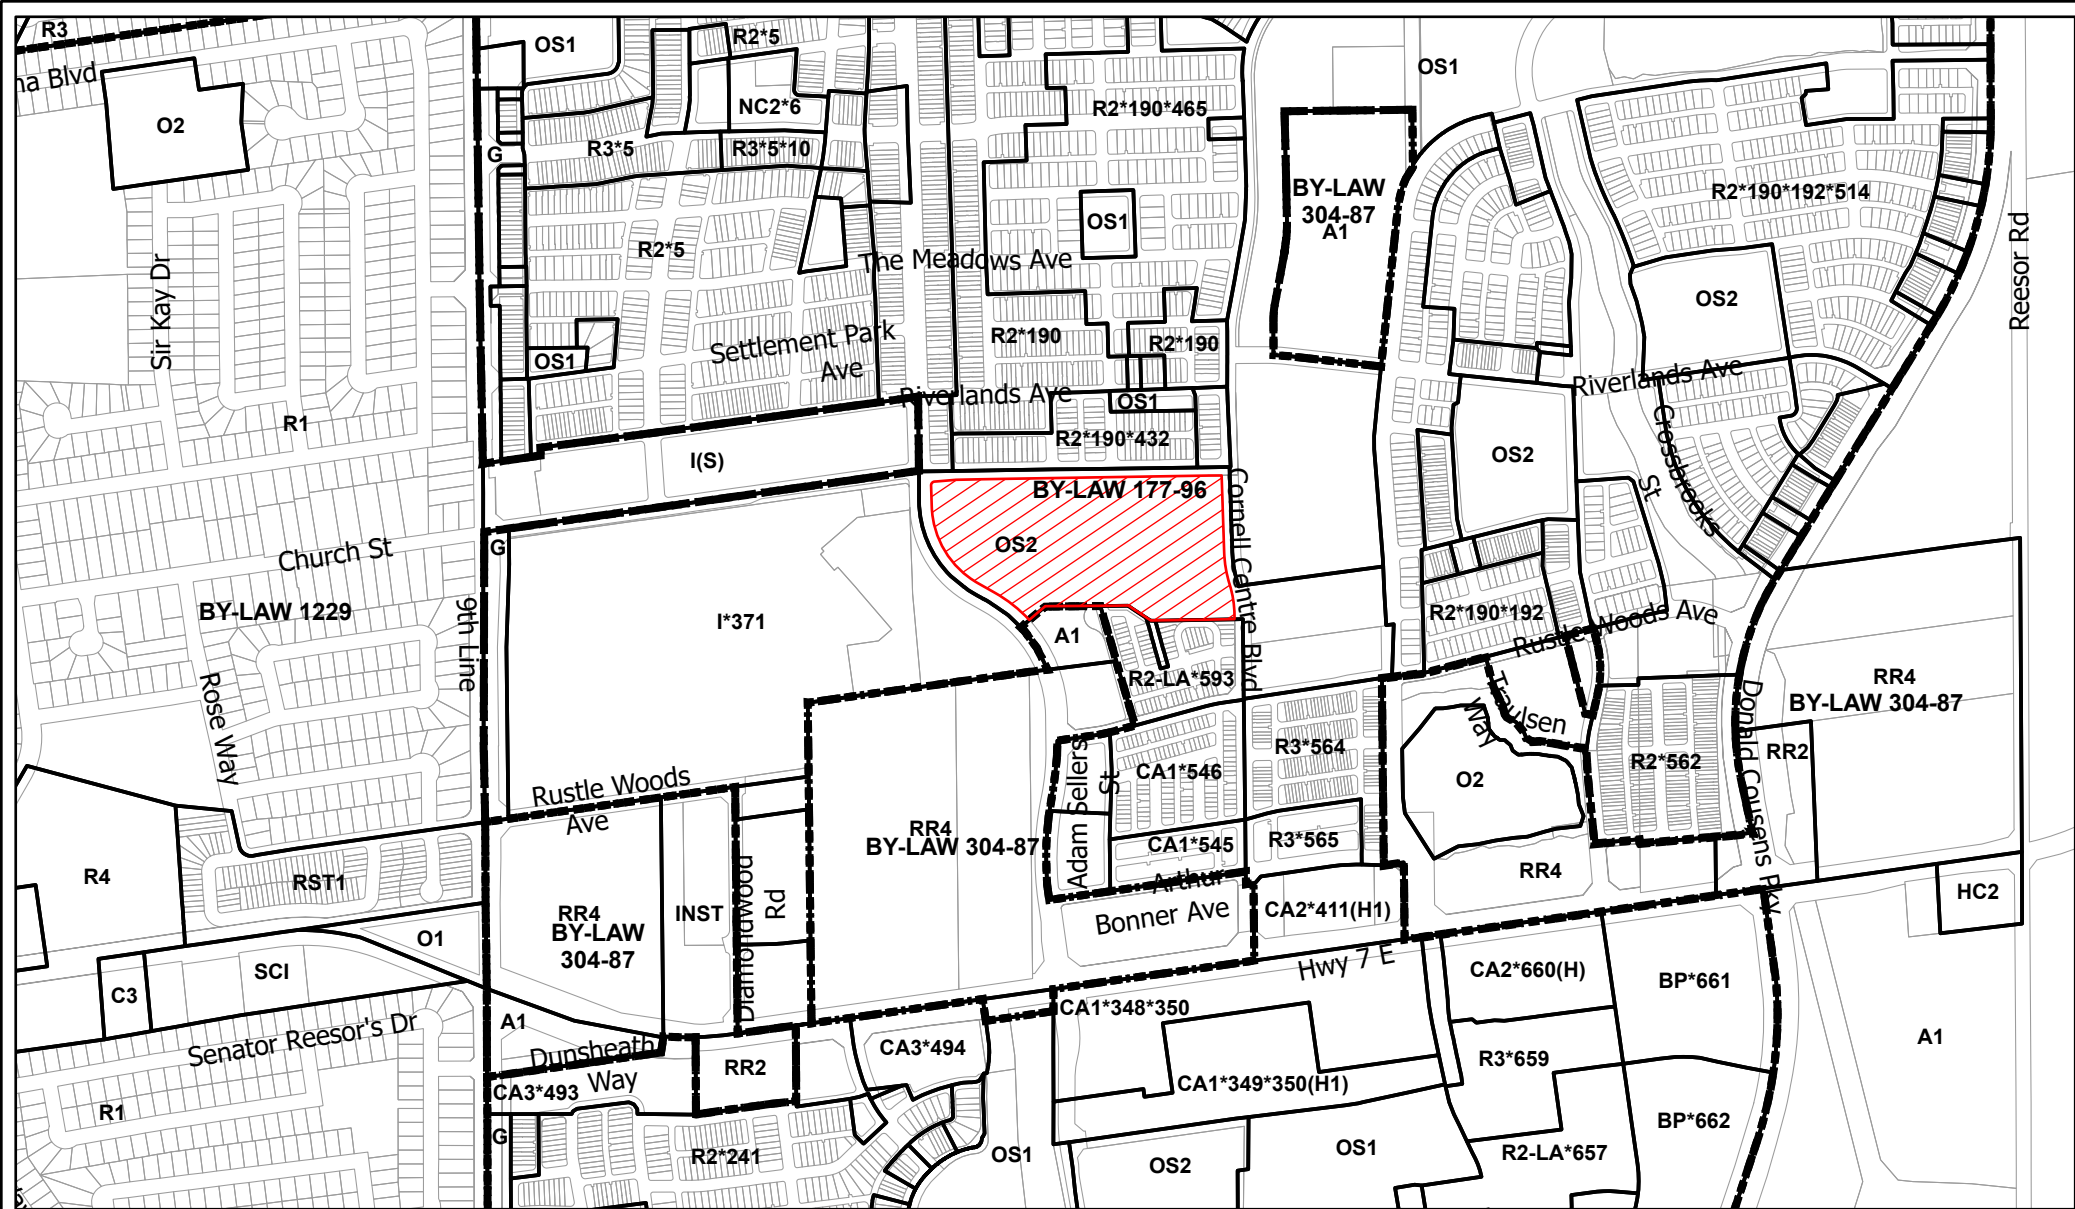 R3
na Blvd
O2
OS1
R2*5
NC2*6
R3*5
R3*5*10
G
R2*5
R2*190*465
OS1
OS1
BY-LAW
304-87
A1
R2*190*192*514
OS2
Reesor Rd
Sir Kay Dr
The Meadows Ave
Settlement Park
Ave
OS1
R2*190
R2*190
Riverlands Ave
OS1
R2*190*432
Riverlands Ave
Crossbrooks
St
OS2
R1
I(S)
BY-LAW 177-96
OS2
Cornell Centre Blvd
Church St
G
BY-LAW 1229
9th Line
I*371
A1
R2-LA*593
R2*190*192
Rustle Woods Ave
Rose Way
Traulsen
Way
RR4
BY-LAW 304-87
Donald Cousens Pky
RR2
R3*564
R2*562
O2
CA1*546
Adam Sellers
St
Rustle Woods
Ave
RR4
BY-LAW 304-87
CA1*545
R3*565
Arthur
Bonner Ave
RR4
R4
RST1
INST
Diamondwood
Rd
CA2*411(H1)
HC2
RR4
BY-LAW
304-87
O1
SCI
C3
Hwy 7 E
CA2*660(H)
BP*661
A1
CA1*348*350
A1
Senator Reesor's Dr
Dunsheath
Way
RR2
CA3*494
R3*659
CA1*349*350(H1)
CA3*493
R1
G
R2*241
OS1
OS2
OS1
R2-LA*657
BP*662